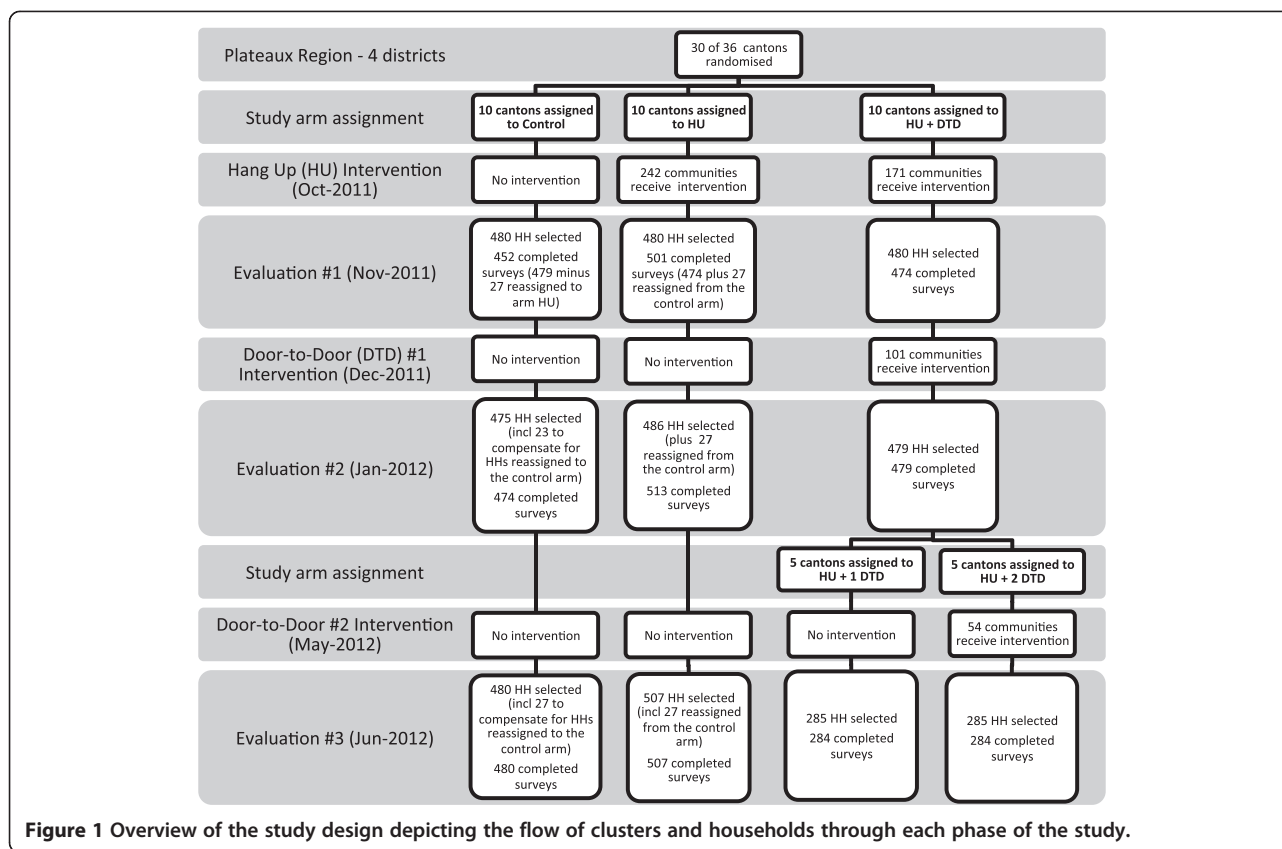 Plateaux Region - 4 districts
30 of 36 cantons
randomised
Study arm assignment
10 cantons assigned
to Control
10 cantons assigned
to HU
10 cantons assigned to
HU + DTD
Hang Up (HU) Intervention
(Oct-2011)
No intervention
242 communities
receive intervention
171 communities
receive intervention
Evaluation #1 (Nov-2011)
480 HH selected
452 completed
surveys (479 minus
27 reassigned to
arm HU)
480 HH selected
501 completed
surveys (474 plus 27
reassigned from the
control arm)
480 HH selected
474 completed
surveys
Door-to-Door (DTD) #1
Intervention (Dec-2011)
No intervention
No intervention
101 communities
receive intervention
Evaluation #2 (Jan-2012)
475 HH selected
(incl 23 to
compensate for
HHs reassigned to
the control arm)
474 completed
surveys
486 HH selected
(plus 27
reassigned from
the control arm)
513 completed
surveys
479 HH selected
479 completed
surveys
Study arm assignment
5 cantons assigned to
HU + 1 DTD
5 cantons assigned to
HU + 2 DTD
Door-to-Door #2 Intervention
(May-2012)
No intervention
No intervention
No intervention
54 communities
receive intervention
Evaluation #3 (Jun-2012)
480 HH selected
(incl 27 to
compensate for HHs
reassigned to the
control arm)
480 completed
surveys
507 HH selected
(incl 27 reassigned
from the control
arm)
507 completed
surveys
285 HH selected
284 completed
surveys
285 HH selected
284 completed
surveys
Figure 1 Overview of the study design depicting the flow of clusters and households through each phase of the study.